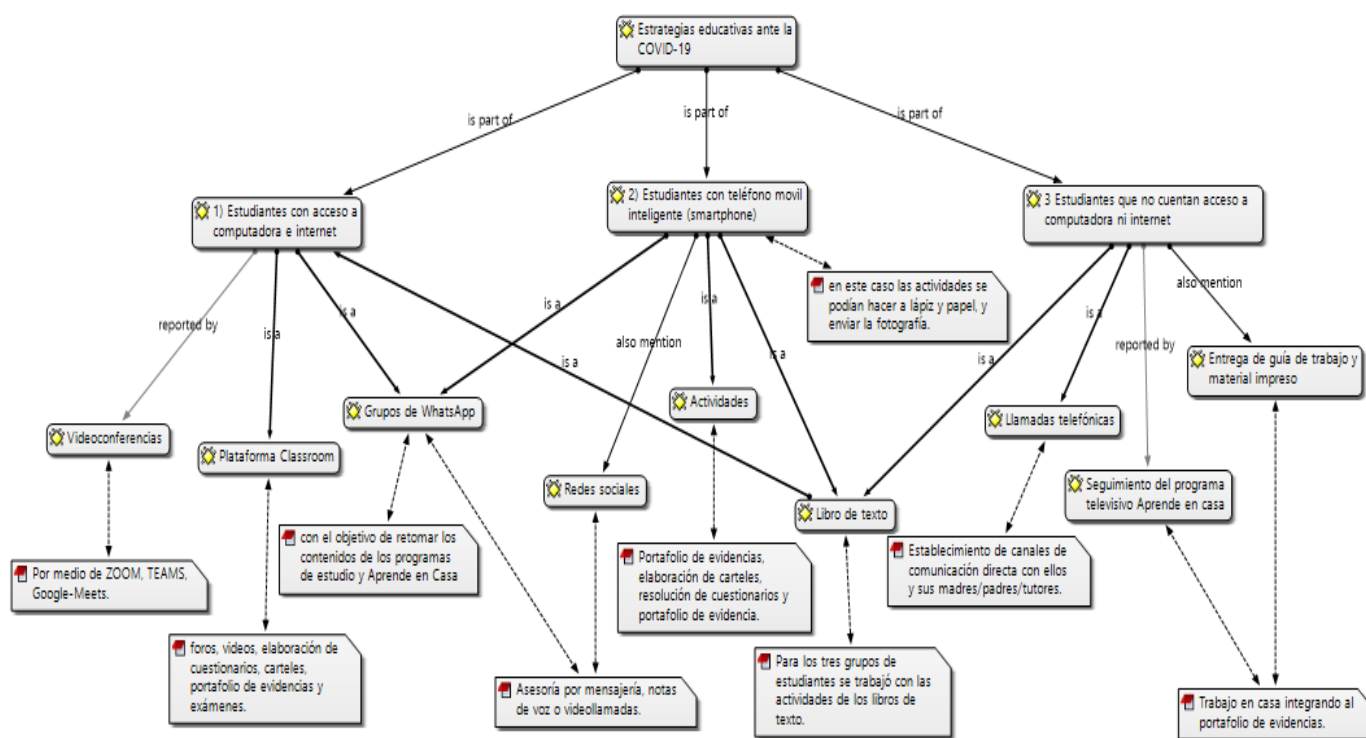 Estrategias educativas ante la
COVID-19
is part of
is part of
is part of
1) Estudiantes con acceso a
computadora e internet
2) Estudiantes con teléfono movil
inteligente (smartphone)
3 Estudiantes que no cuentan acceso a
computadora ni internet
en este caso las actividades se
podían hacer a lápiz y papel, y
enviar la fotografía.
reported by
is a
is a
is a
is a
also mention
is a
is a
is a
is a
reported by
also mention
Entrega de guía de trabajo y
material impreso
Videoconferencias
Plataforma Classroom
Grupos de WhatsApp
Redes sociales
Actividades
Libro de texto
Llamadas telefónicas
Seguimiento del programa
televisivo Aprende en casa
Por medio de ZOOM, TEAMS,
Google-Meets.
foros, videos, elaboración de
cuestionarios, carteles,
portafolio de evidencias y
exámenes.
con el objetivo de retomar los
contenidos de los programas
de estudio y Aprende en Casa
Asesoría por mensajería, notas
de voz o videollamadas.
Portafolio de evidencias,
elaboración de carteles,
resolución de cuestionarios y
portafolio de evidencia.
Para los tres grupos de
estudiantes se trabajó con las
actividades de los libros de
texto.
Establecimiento de canales de
comunicación directa con ellos
y sus madres/padres/tutores.
Trabajo en casa integrando al
portafolio de evidencias.